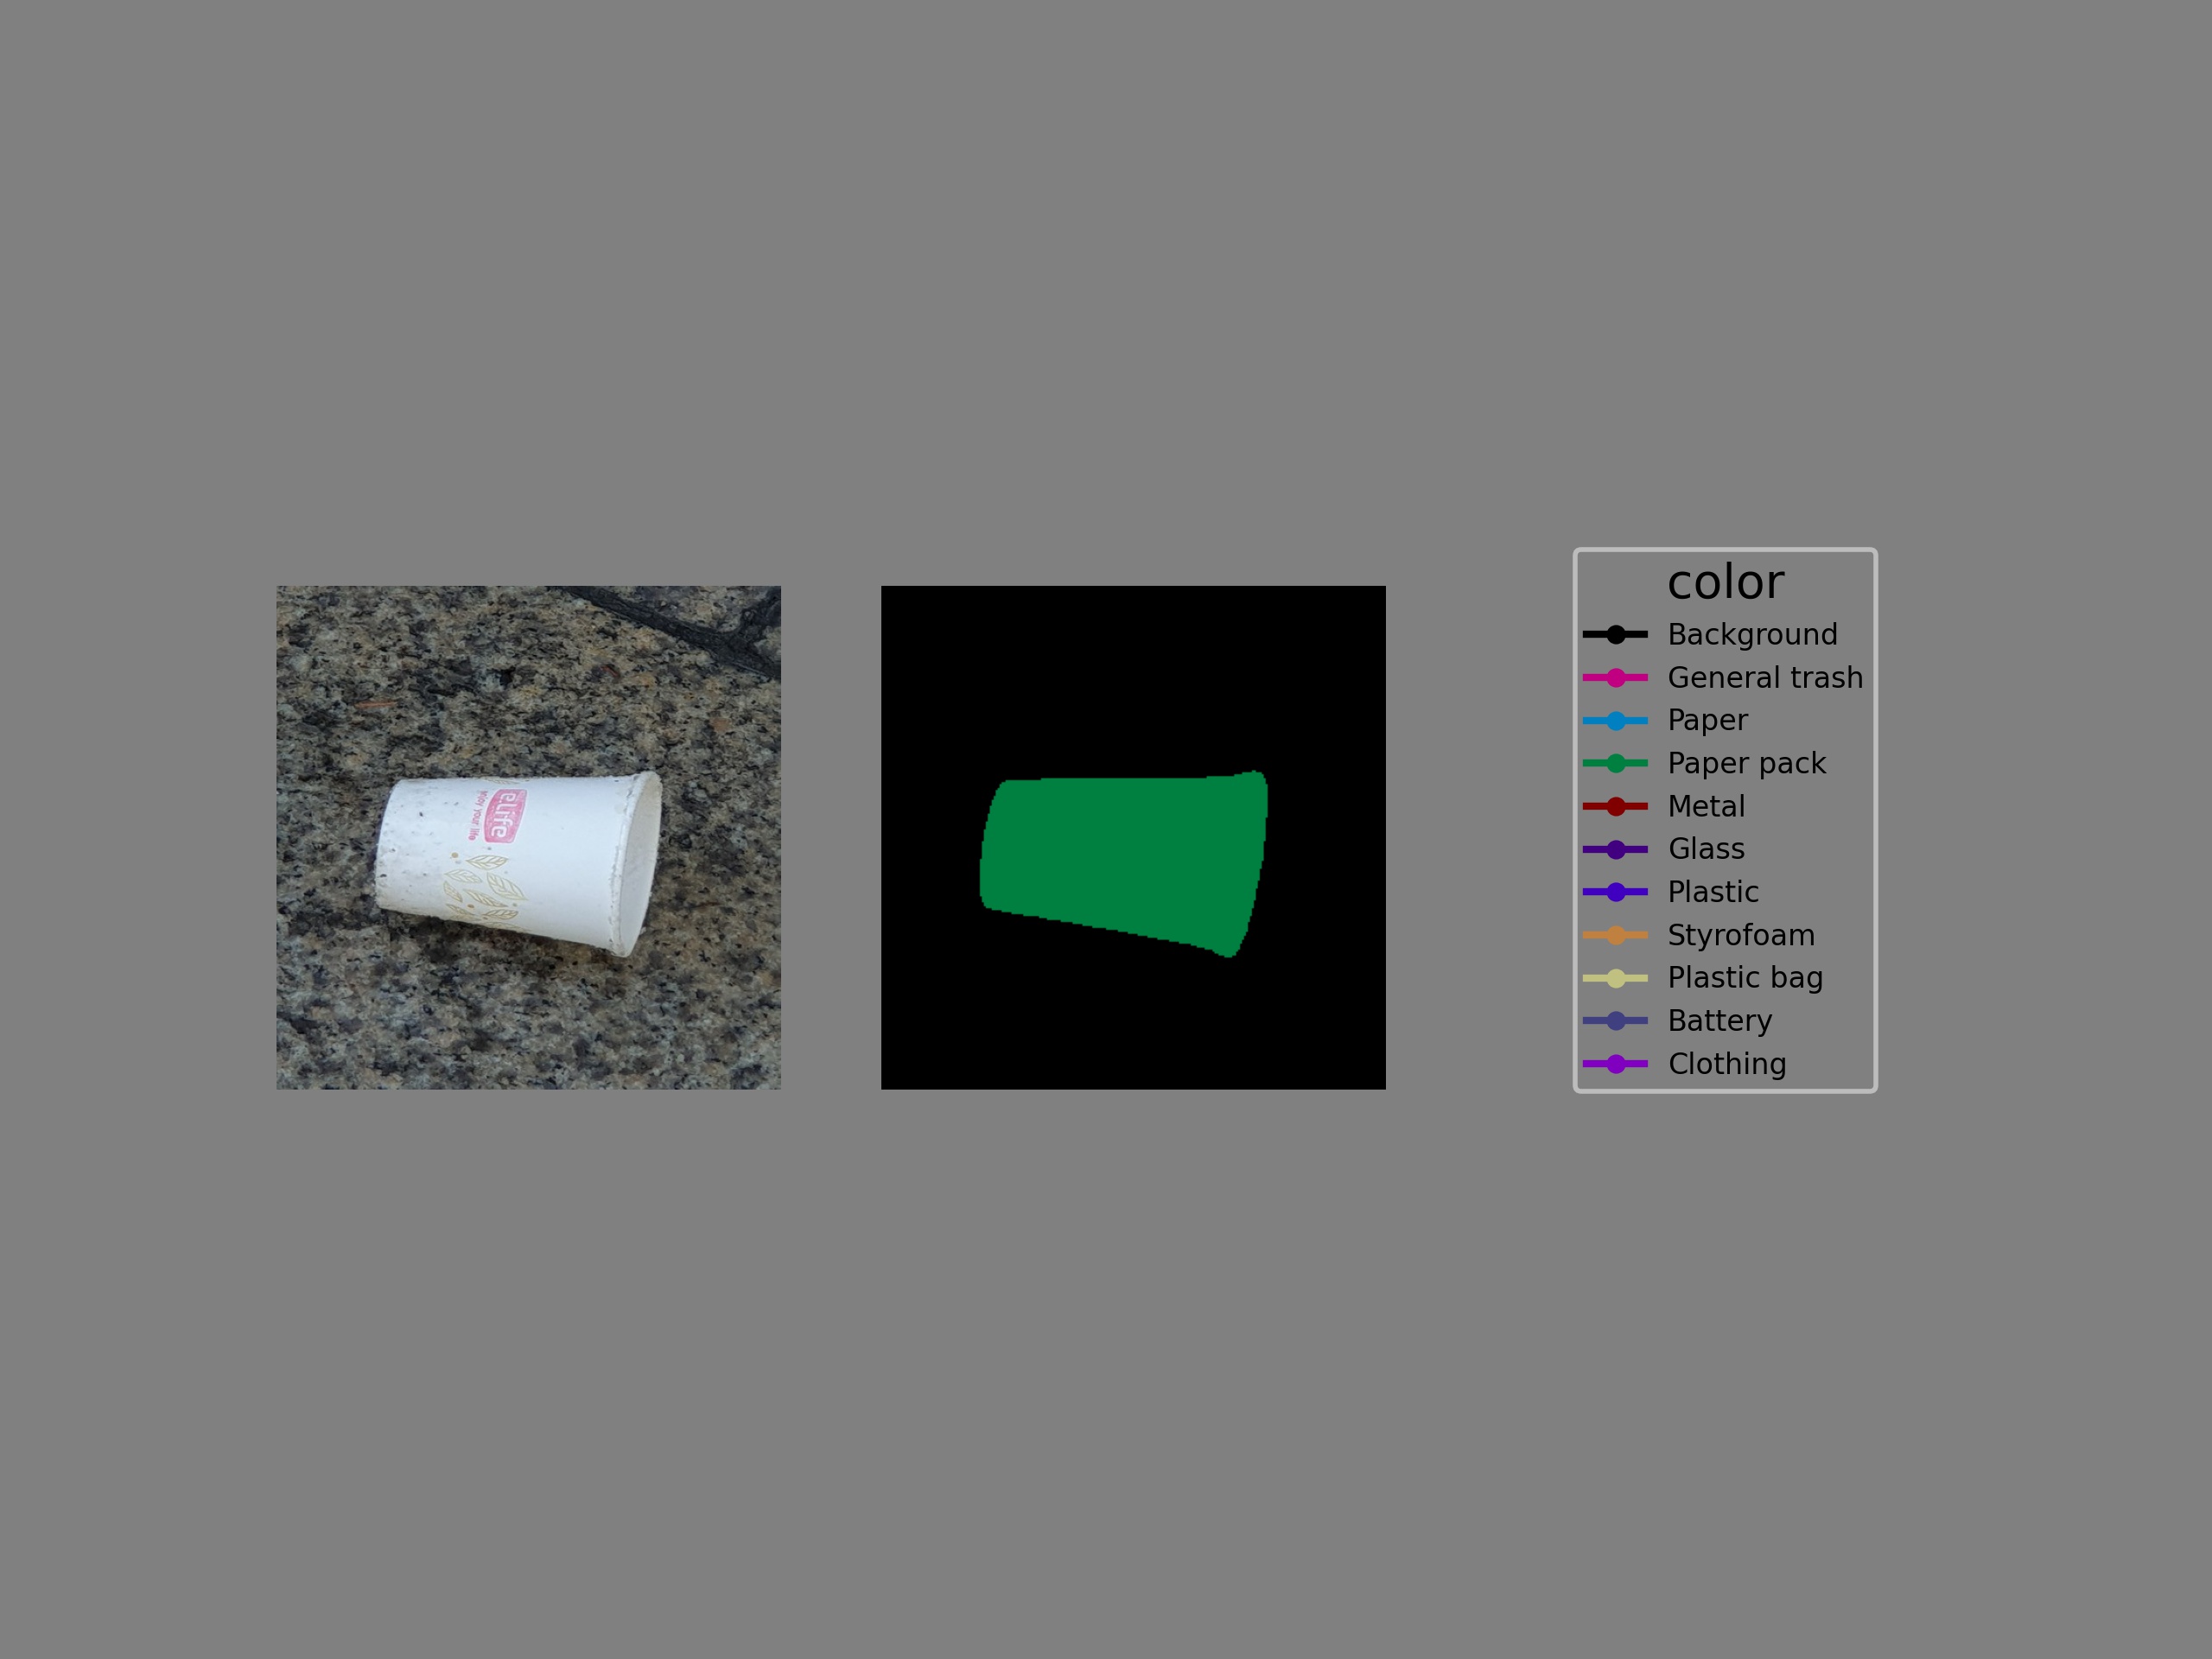 eLife
enjoy your life
color
Background
General trash
Paper
Paper pack
Metal
Glass
Plastic
Styrofoam
Plastic bag
Battery
Clothing